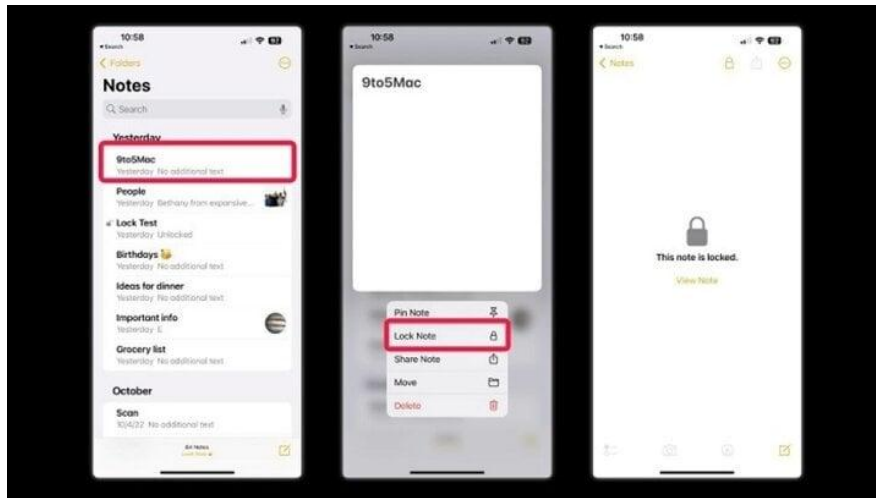 10:58
Search
Folders
Notes
Search
Yesterday
9to5Mac
Yesterday No additional text
People
Yesterday Bethany from expansive...
Lock Test
Yesterday Unlocked
Birthdays
Yesterday No additional text
Ideas for dinner
Yesterday No additional text
Important info
Yesterday E
Grocery list
Yesterday No additional text
October
Scan
10/4/22 No additional text
64 Notes
10:58
Search
9to5Mac
Pin Note
Lock Note
Share Note
Move
Delete
10:58
Search
Notes
This note is locked.
View Note